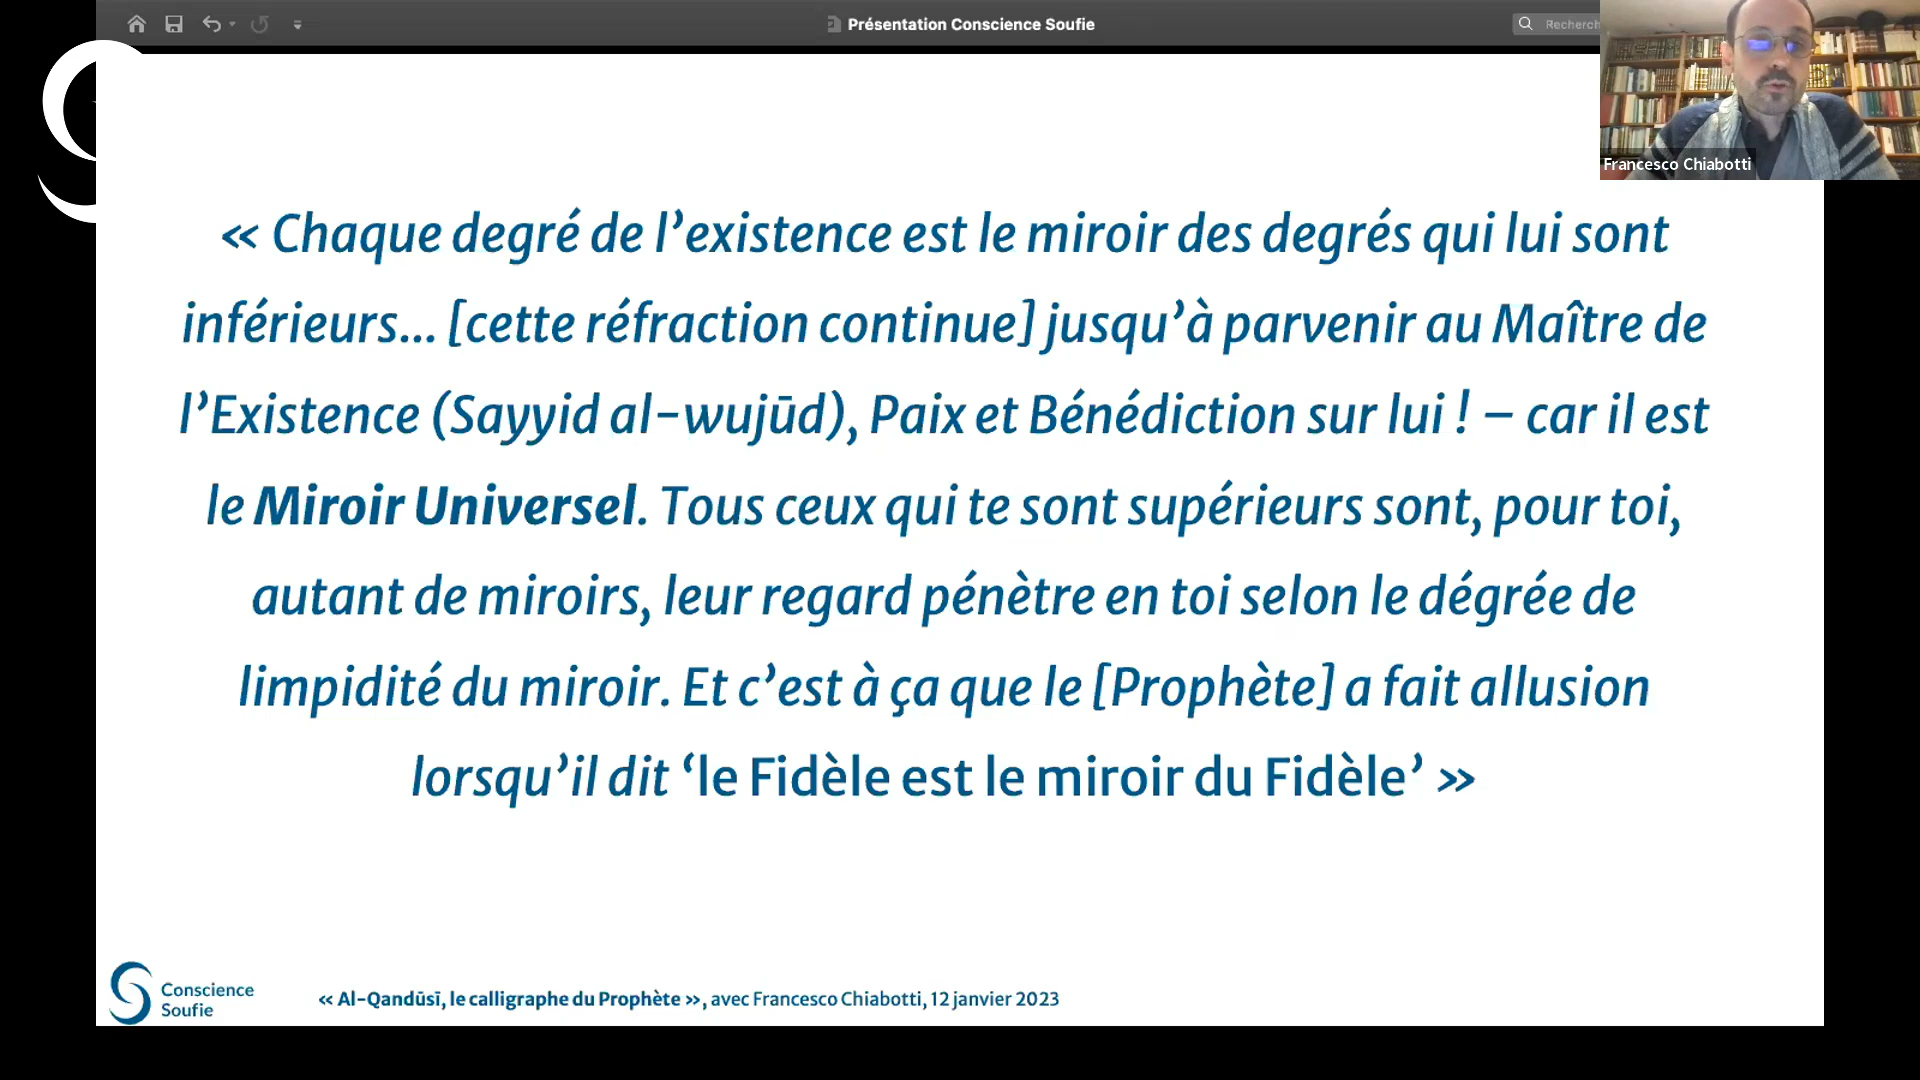 Présentation Conscience Soufie
Recherch
Francesco Chiabotti
« Chaque degré de l’existence est le miroir des degrés qui lui sont
inférieurs... [cette réfraction continue] jusqu’à parvenir au Maître de
l’Existence (Sayyid al-wujūd), Paix et Bénédiction sur lui ! – car il est
le Miroir Universel. Tous ceux qui te sont supérieurs sont, pour toi,
autant de miroirs, leur regard pénètre en toi selon le dégrée de
limpidité du miroir. Et c’est à ça que le [Prophète] a fait allusion
lorsqu’il dit ‘le Fidèle est le miroir du Fidèle’ »
Conscience
Soufie
« Al-Qandūsī, le calligraphe du Prophète », avec Francesco Chiabotti, 12 janvier 2023